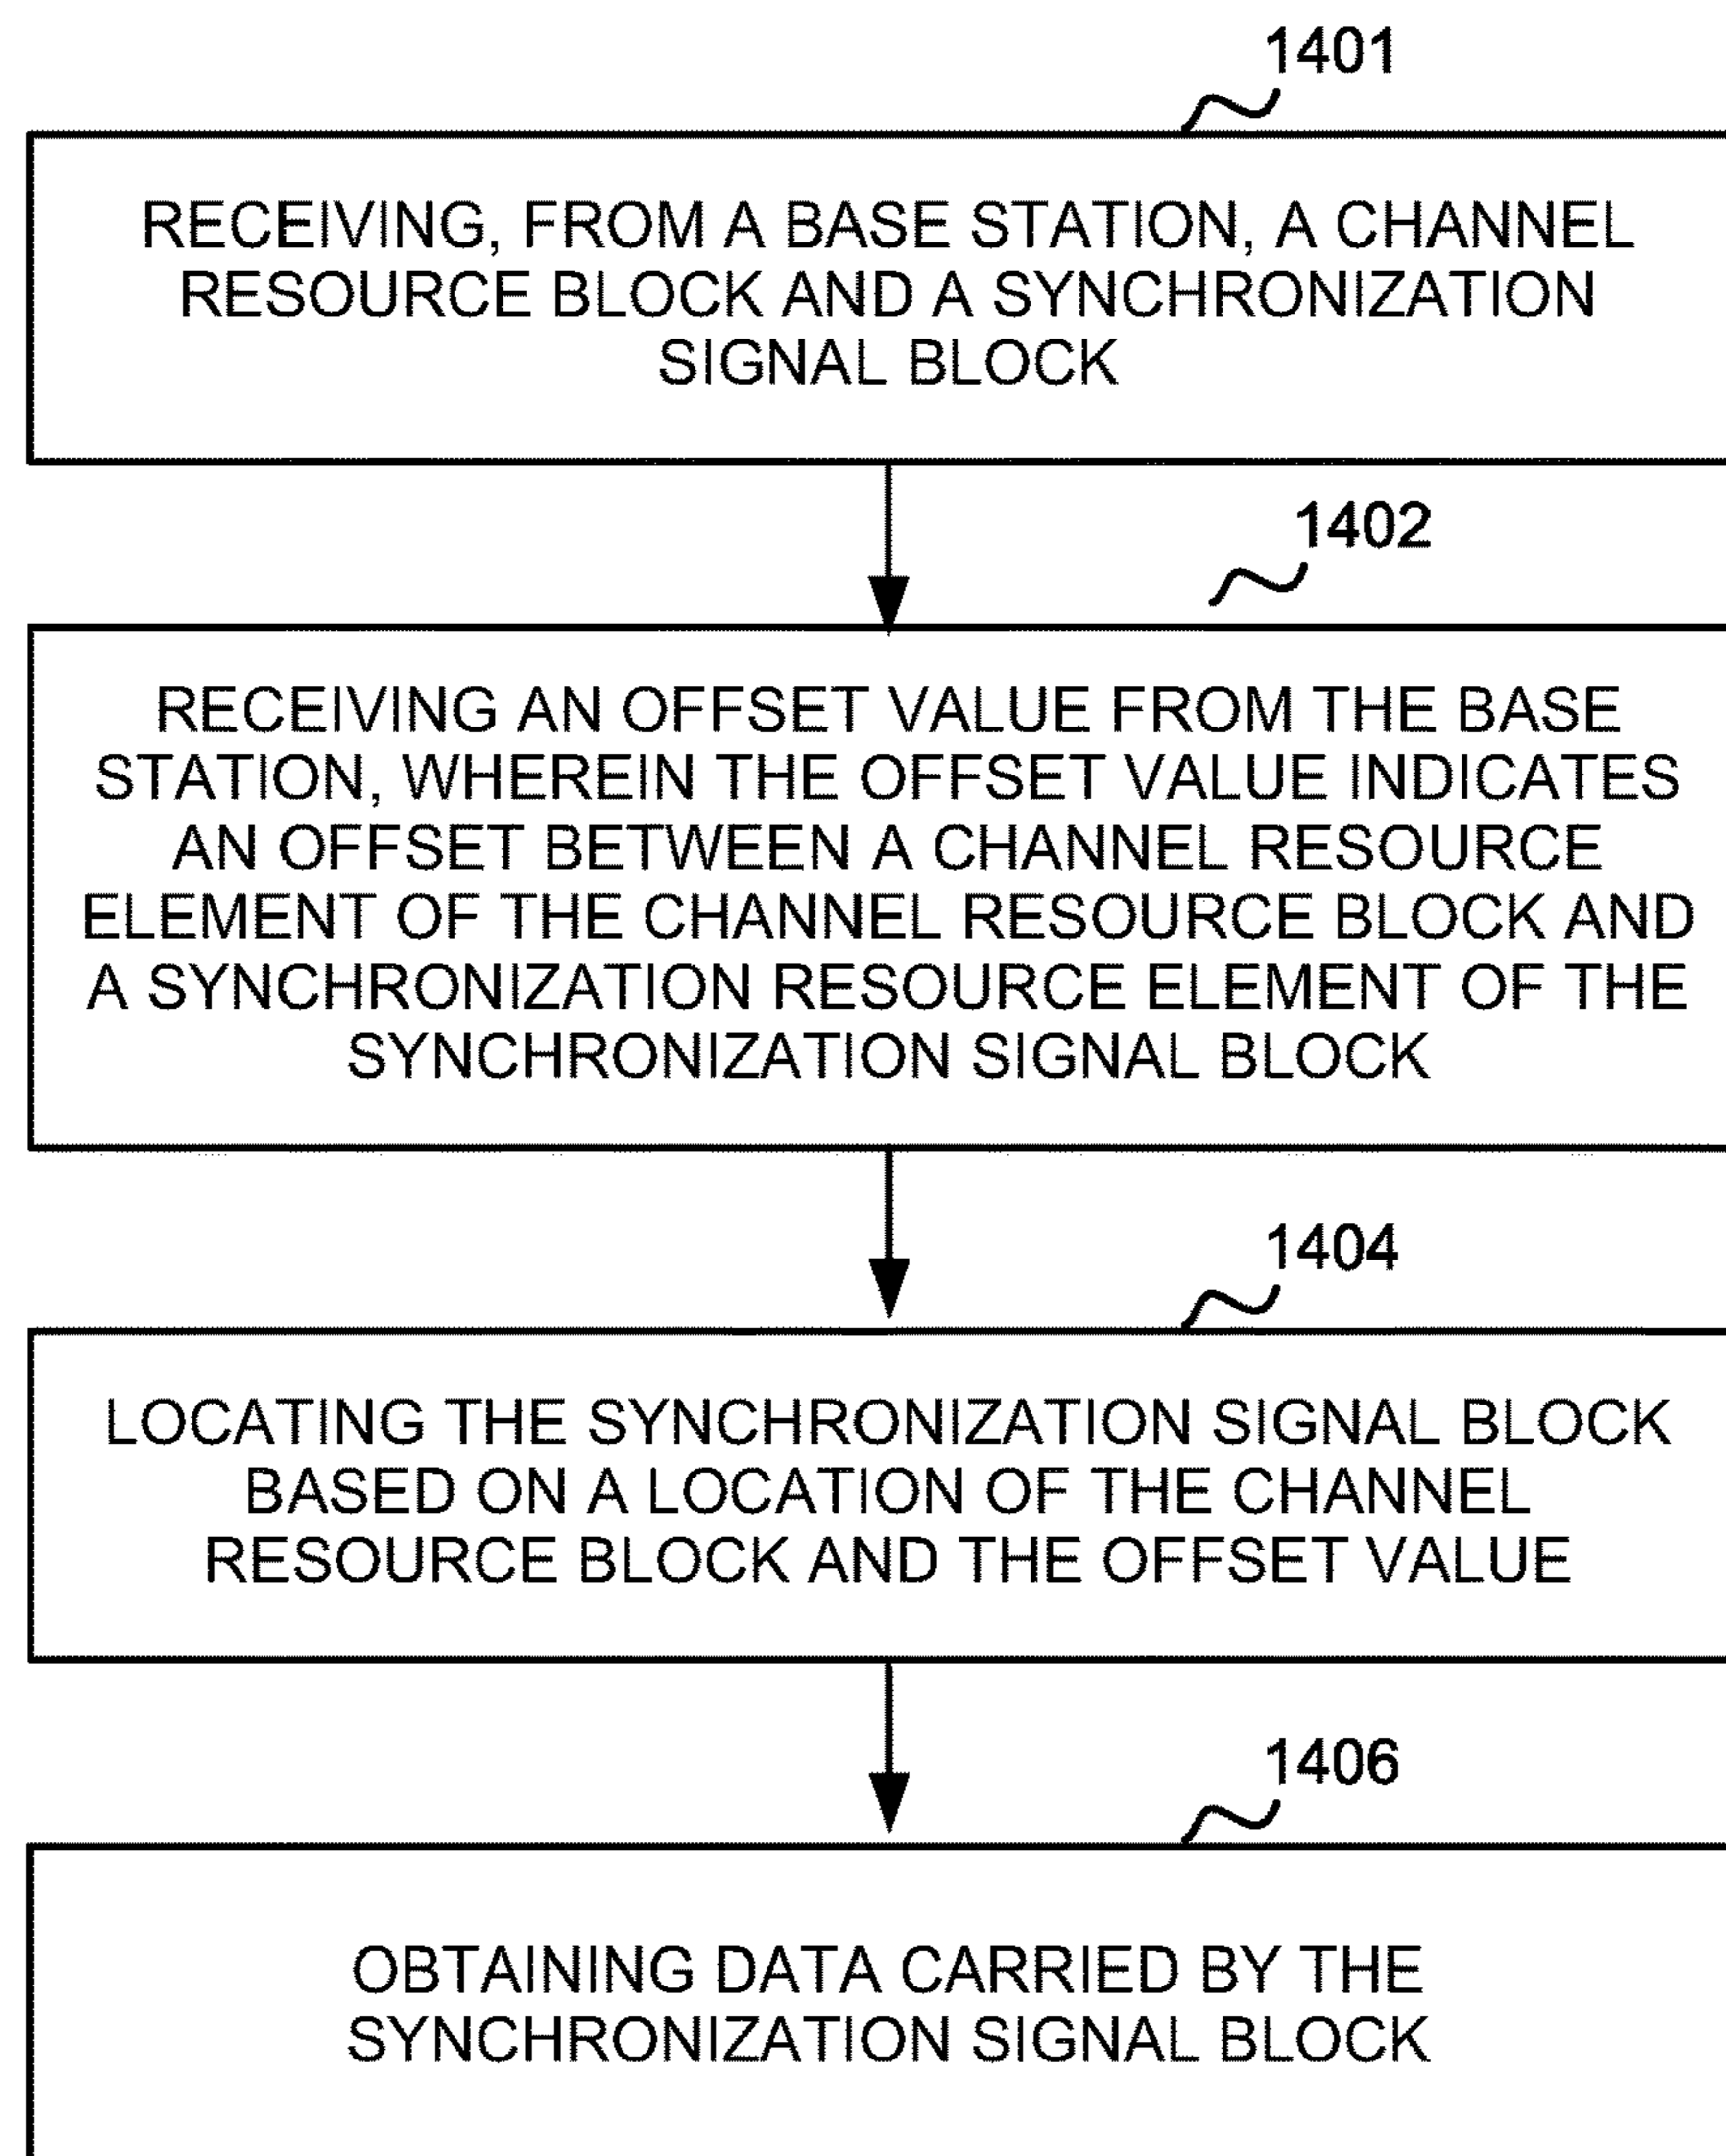 1401
RECEIVING, FROM A BASE STATION, A CHANNEL
RESOURCE BLOCK AND A SYNCHRONIZATION
SIGNAL BLOCK
1402
RECEIVING AN OFFSET VALUE FROM THE BASE
STATION, WHEREIN THE OFFSET VALUE INDICATES
AN OFFSET BETWEEN A CHANNEL RESOURCE
ELEMENT OF THE CHANNEL RESOURCE BLOCK AND
A SYNCHRONIZATION RESOURCE ELEMENT OF THE
SYNCHRONIZATION SIGNAL BLOCK
1404
LOCATING THE SYNCHRONIZATION SIGNAL BLOCK
BASED ON A LOCATION OF THE CHANNEL
RESOURCE BLOCK AND THE OFFSET VALUE
1406
OBTAINING DATA CARRIED BY THE
SYNCHRONIZATION SIGNAL BLOCK